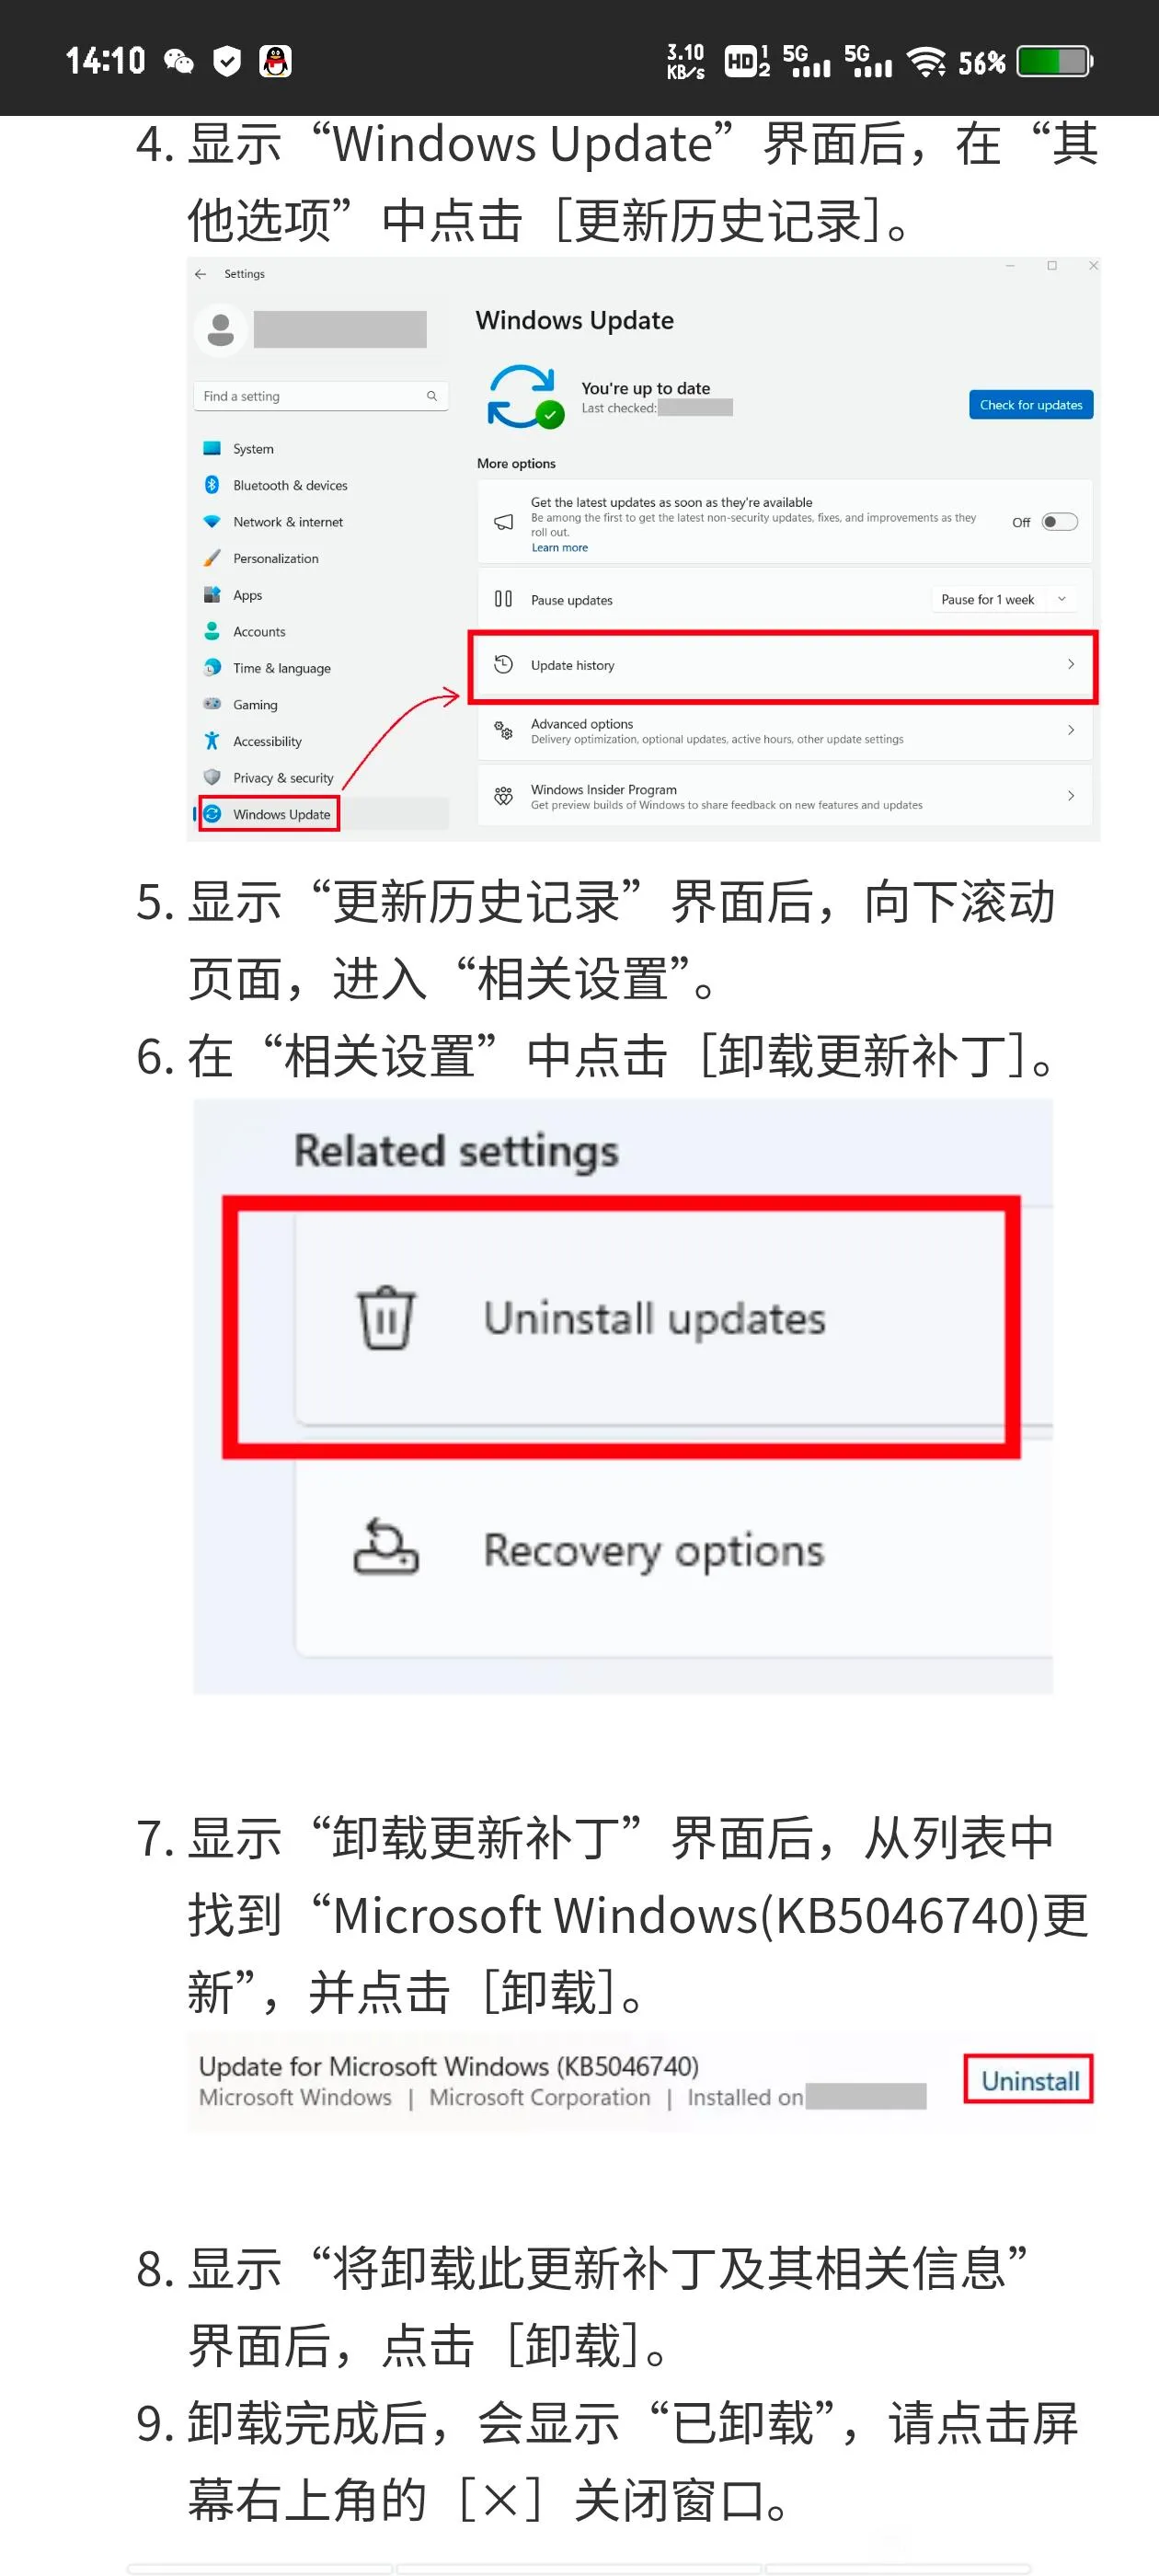 14:10
3.10 KB/s HD 1 2 5G 5G 56%
4. 显示“Windows Update”界面后，在“其
他选项”中点击［更新历史记录］。
Settings
Windows Update
Find a setting
You're up to date
Last checked:
Check for updates
System
Bluetooth & devices
Network & internet
Personalization
Apps
Accounts
Time & language
Gaming
Accessibility
Privacy & security
Windows Update
More options
Get the latest updates as soon as they're available
Be among the first to get the latest non-security updates, fixes, and improvements as they
roll out.
Learn more
Off
Pause updates
Pause for 1 week
Update history
Advanced options
Delivery optimization, optional updates, active hours, other update settings
Windows Insider Program
Get preview builds of Windows to share feedback on new features and updates
5. 显示“更新历史记录”界面后，向下滚动
页面，进入“相关设置”。
6. 在“相关设置”中点击［卸载更新补丁］。
Related settings
Uninstall updates
Recovery options
7. 显示“卸载更新补丁”界面后，从列表中
找到“Microsoft Windows(KB5046740)更
新”，并点击［卸载］。
Update for Microsoft Windows (KB5046740)
Microsoft Windows | Microsoft Corporation | Installed on
Uninstall
8. 显示“将卸载此更新补丁及其相关信息”
界面后，点击［卸载］。
9. 卸载完成后，会显示“已卸载”，请点击屏
幕右上角的［×］关闭窗口。